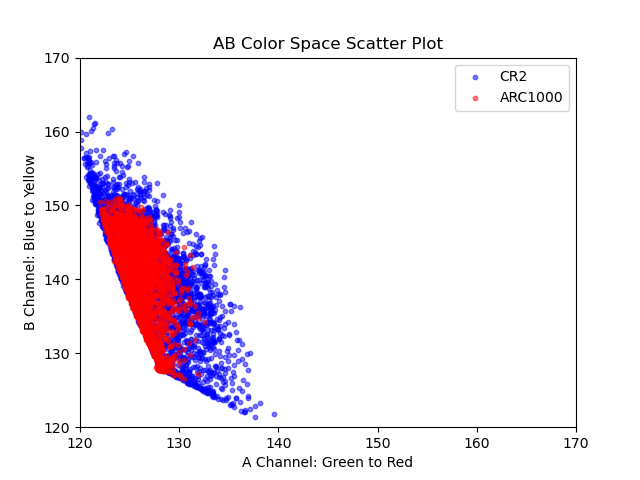 AB Color Space Scatter Plot
170
160
150
140
130
120
B Channel: Blue to Yellow
CR2
ARC1000
120 130 140 150 160 170
A Channel: Green to Red